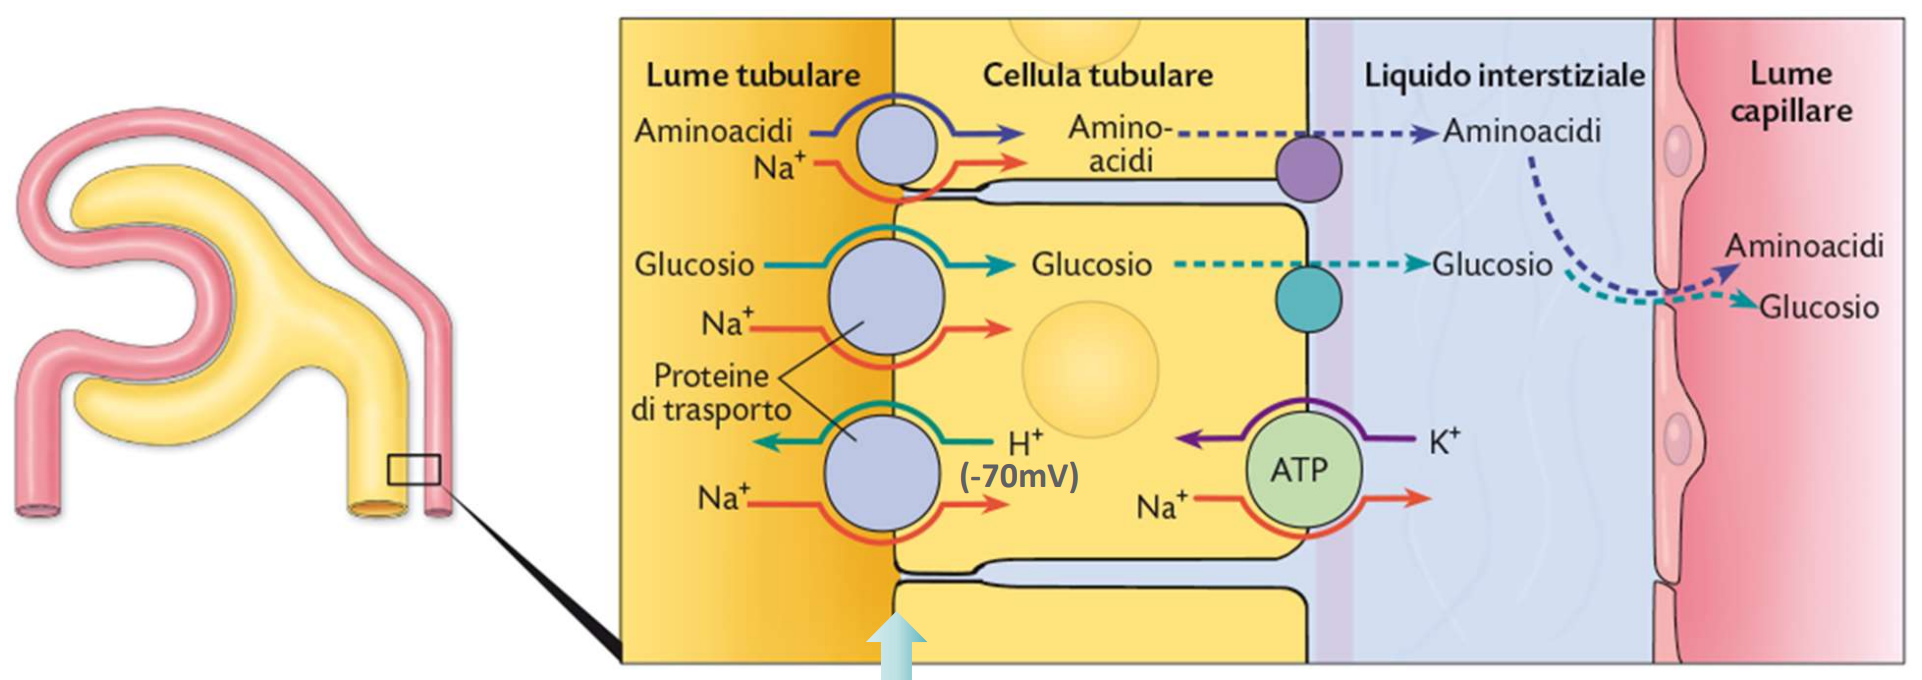 Lume tubulare
Cellula tubulare
Liquido interstiziale
Lume
capillare
Aminoacidi
Na+
Amino-
acidi
Aminoacidi
Glucosio
Na+
Glucosio
Glucosio
Aminoacidi
Glucosio
Proteine
di trasporto
H+
(-70mV)
Na+
ATP
K+
Na+